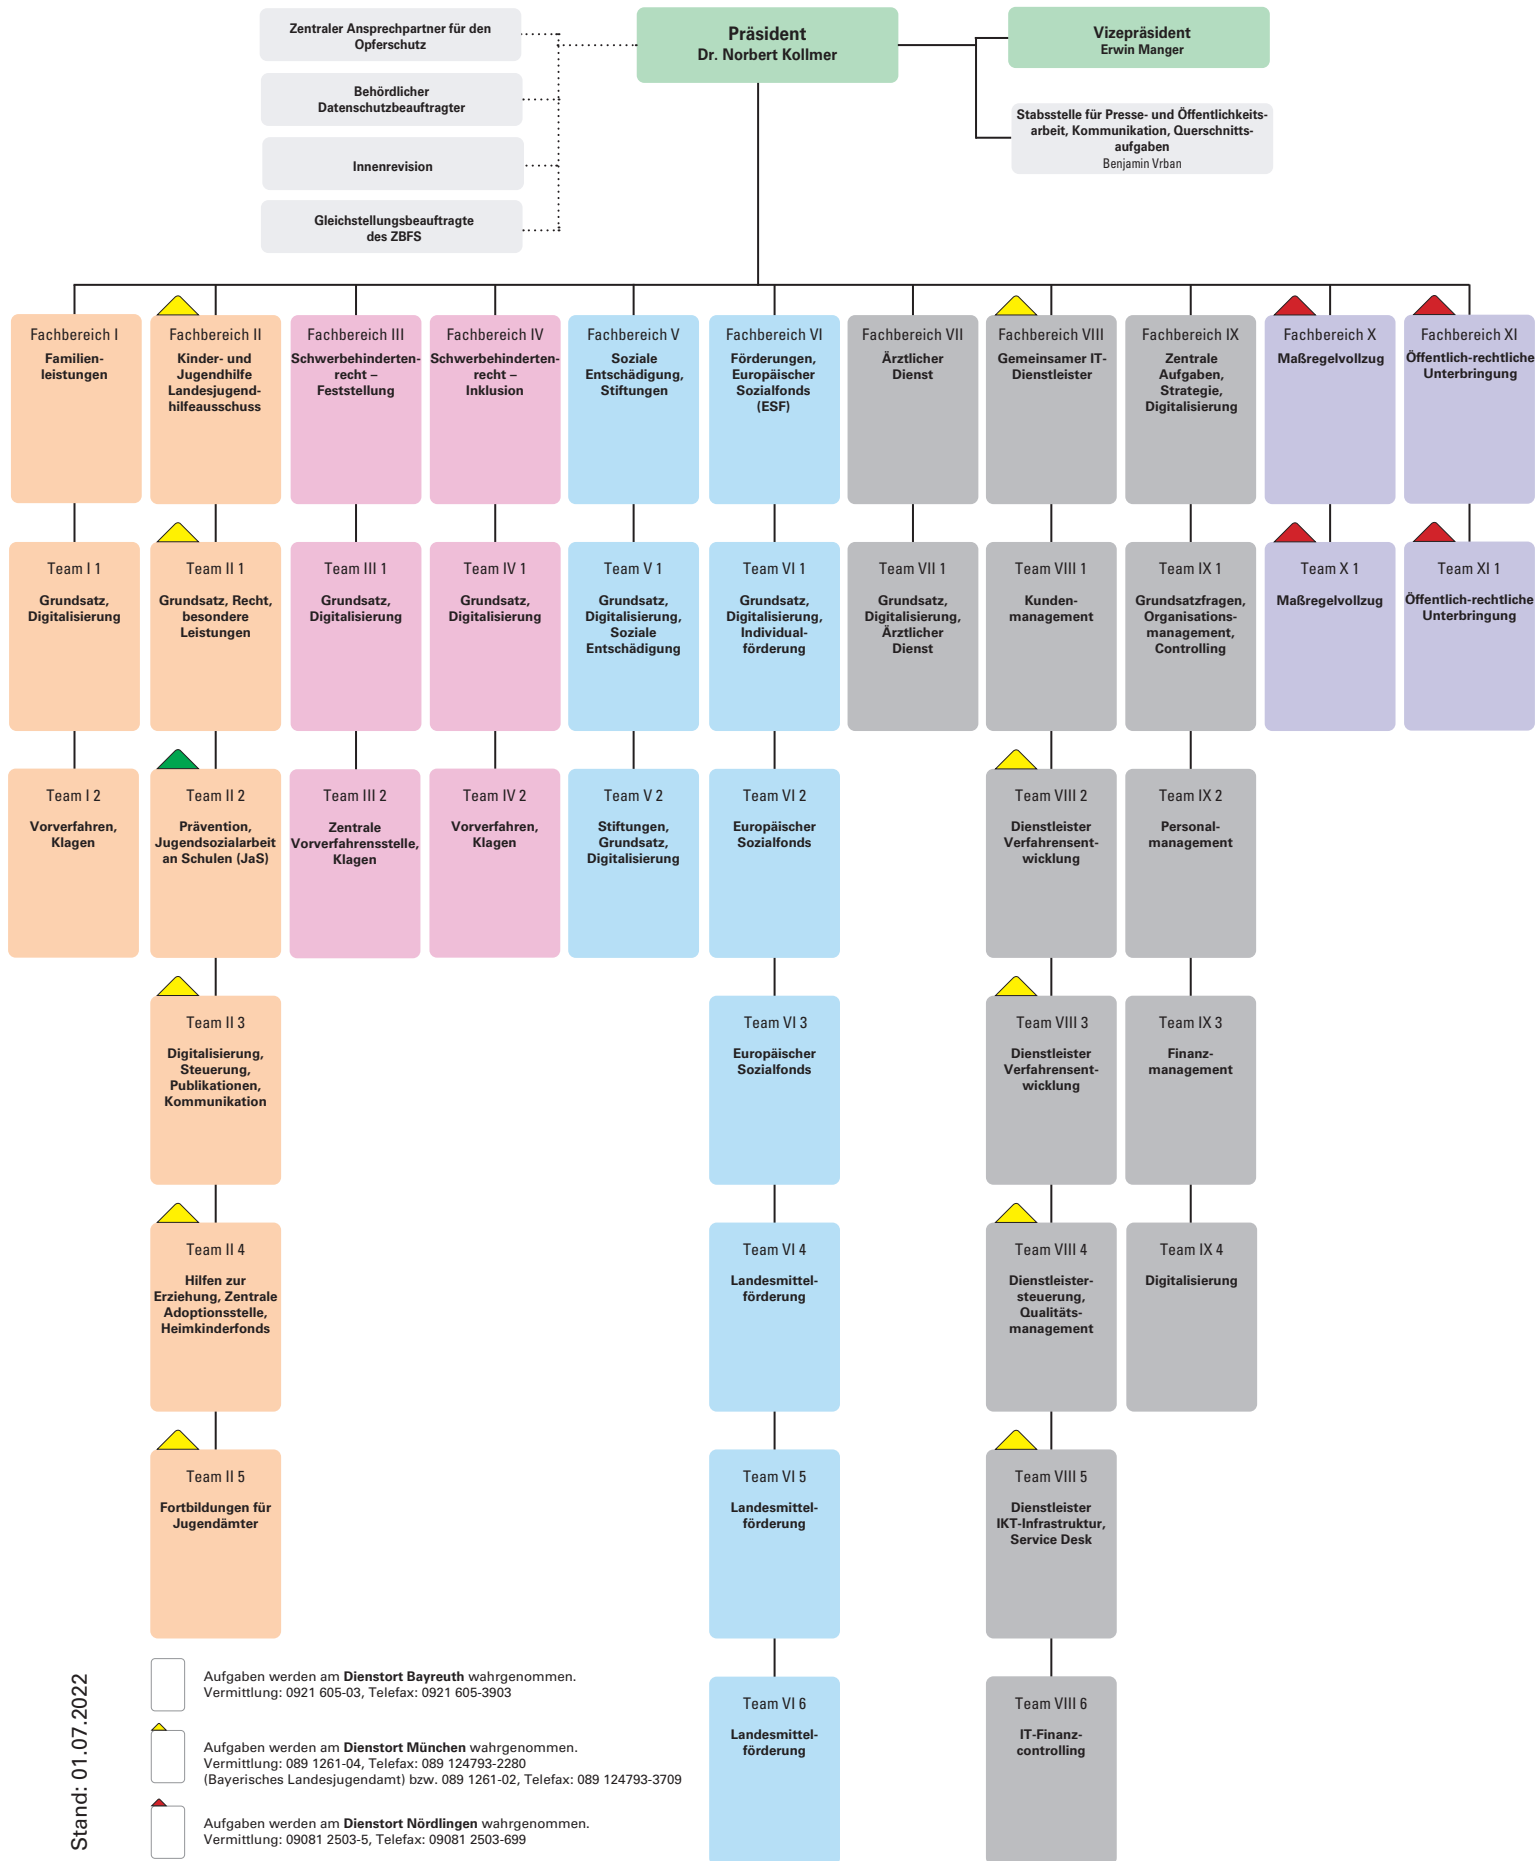 Zentraler Ansprechpartner für den
Opferschutz
Behördlicher
Datenschutzbeauftragter
Innenrevision
Gleichstellungsbeauftragte
des ZBFS
Präsident
Dr. Norbert Kollmer
Vizepräsident
Erwin Manger
Stabsstelle für Presse- und Öffentlichkeits-
arbeit, Kommunikation, Querschnitts-
aufgaben
Benjamin Vrban
Fachbereich I
Familien-
leistungen
Fachbereich II
Kinder- und
Jugendhilfe
Landesjugend-
hilfeausschuss
Fachbereich III
Schwerbehinderten-
recht –
Feststellung
Fachbereich IV
Schwerbehinderten-
recht –
Inklusion
Fachbereich V
Soziale
Entschädigung,
Stiftungen
Fachbereich VI
Förderungen,
Europäischer
Sozialfonds
(ESF)
Fachbereich VII
Ärztlicher
Dienst
Fachbereich VIII
Gemeinsamer IT-
Dienstleister
Fachbereich IX
Zentrale
Aufgaben,
Strategie,
Digitalisierung
Fachbereich X
Maßregelvollzug
Fachbereich XI
Öffentlich-rechtliche
Unterbringung
Team I 1
Grundsatz,
Digitalisierung
Team II 1
Grundsatz, Recht,
besondere
Leistungen
Team III 1
Grundsatz,
Digitalisierung
Team IV 1
Grundsatz,
Digitalisierung
Team V 1
Grundsatz,
Digitalisierung,
Soziale
Entschädigung
Team VI 1
Grundsatz,
Digitalisierung,
Individual-
förderung
Team VII 1
Grundsatz,
Digitalisierung,
Ärztlicher
Dienst
Team VIII 1
Kunden-
management
Team IX 1
Grundsatzfragen,
Organisations-
management,
Controlling
Team X 1
Maßregelvollzug
Team XI 1
Öffentlich-rechtliche
Unterbringung
Team I 2
Vorverfahren,
Klagen
Team II 2
Prävention,
Jugendsozialarbeit
an Schulen (JaS)
Team III 2
Zentrale
Vorverfahrensstelle,
Klagen
Team IV 2
Vorverfahren,
Klagen
Team V 2
Stiftungen,
Grundsatz,
Digitalisierung
Team VI 2
Europäischer
Sozialfonds
Team VIII 2
Dienstleister
Verfahrensent-
wicklung
Team IX 2
Personal-
management
Team II 3
Digitalisierung,
Steuerung,
Publikationen,
Kommunikation
Team VI 3
Europäischer
Sozialfonds
Team VIII 3
Dienstleister
Verfahrensent-
wicklung
Team IX 3
Finanz-
management
Team II 4
Hilfen zur
Erziehung, Zentrale
Adoptionsstelle,
Heimkinderfonds
Team VI 4
Landesmittel-
förderung
Team VIII 4
Dienstleister-
steuerung,
Qualitäts-
management
Team IX 4
Digitalisierung
Team II 5
Fortbildungen für
Jugendämter
Team VI 5
Landesmittel-
förderung
Team VIII 5
Dienstleister
IKT-Infrastruktur,
Service Desk
Team VI 6
Landesmittel-
förderung
Team VIII 6
IT-Finanz-
controlling
Stand: 01.07.2022
Aufgaben werden am Dienstort Bayreuth wahrgenommen.
Vermittlung: 0921 605-03, Telefax: 0921 605-3903
Aufgaben werden am Dienstort München wahrgenommen.
Vermittlung: 089 1261-04, Telefax: 089 124793-2280
(Bayerisches Landesjugendamt) bzw. 089 1261-02, Telefax: 089 124793-3709
Aufgaben werden am Dienstort Nördlingen wahrgenommen.
Vermittlung: 09081 2503-5, Telefax: 09081 2503-699